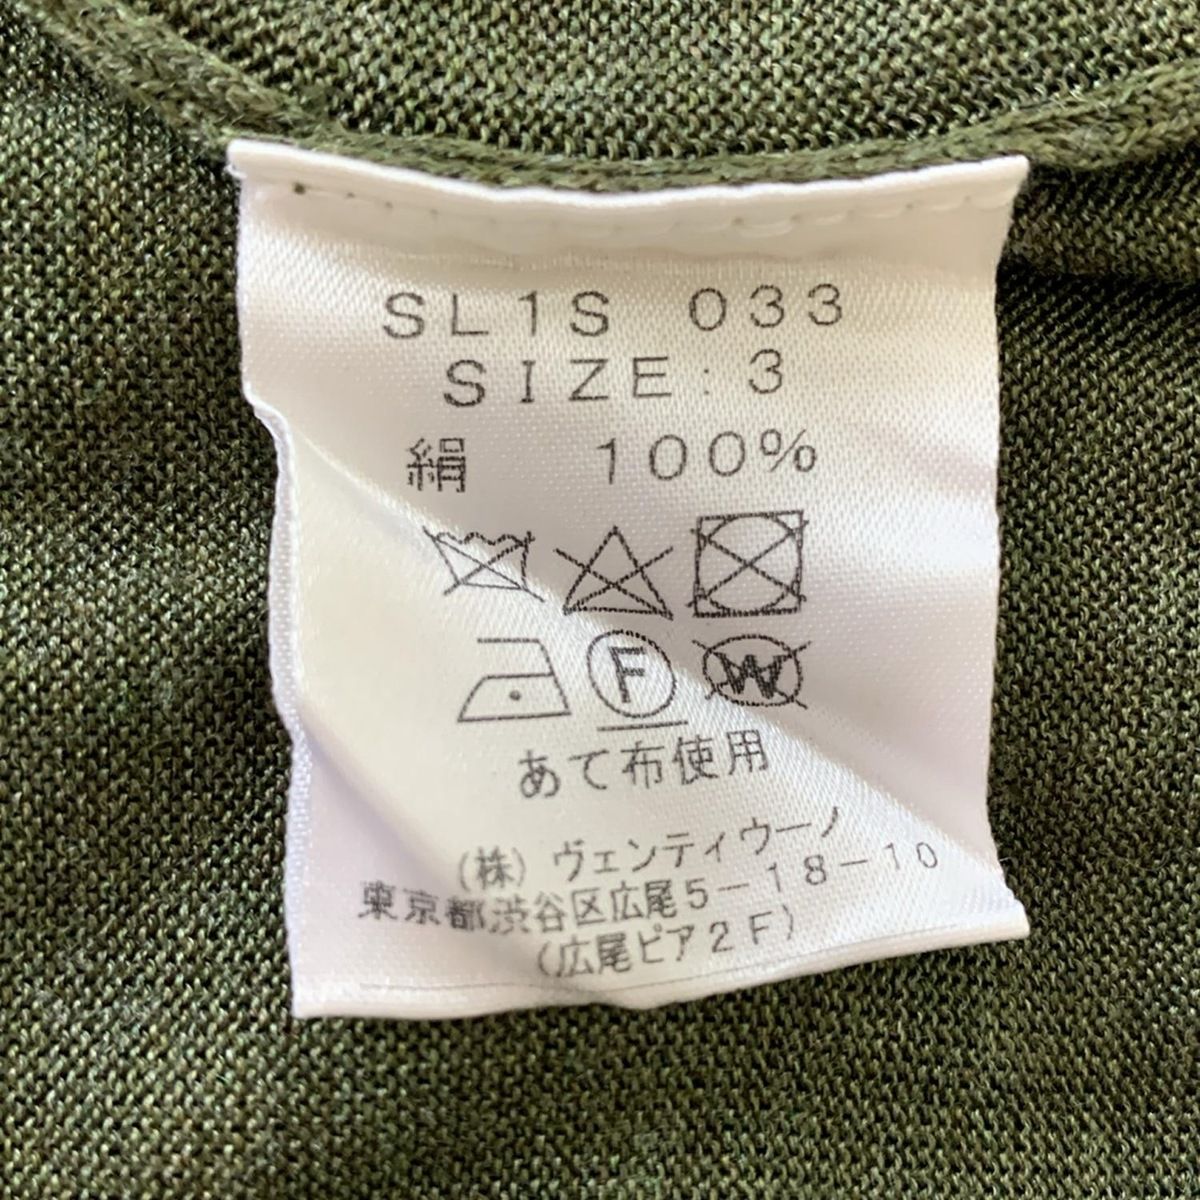 SL1S 033
SIZE: 3
絹 100%
F W
あて布使用
(株) ヴェンティウーノ
東京都渋谷区広尾5-18-10
(広尾ピア2F)